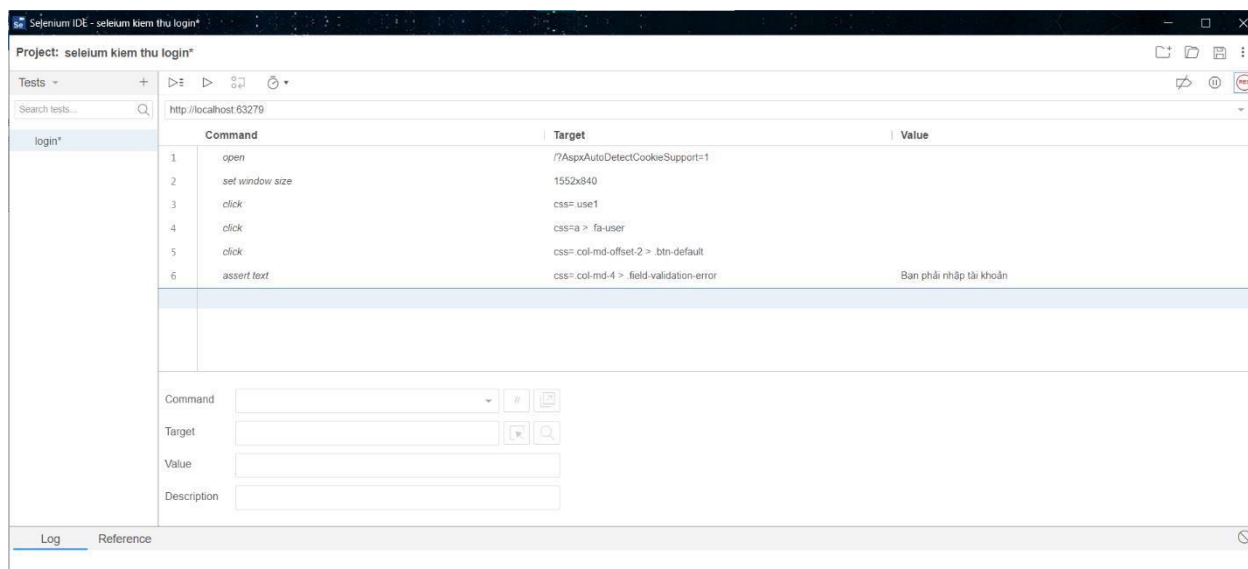 Se Selenium IDE - seleium kiem thu login*
Project: seleium kiem thu login*
Tests
Search tests...
http://localhost:63279
login*
Command Target Value
1 open /?AspxAutoDetectCookieSupport=1
2 set window size 1552x840
3 click css=.use1
4 click css=a > .fa-user
5 click css=.col-md-offset-2 > .btn-default
6 assert text css=.col-md-4 > .field-validation-error Bạn phải nhập tài khoản
Command //
Target
Value
Description
Log Reference